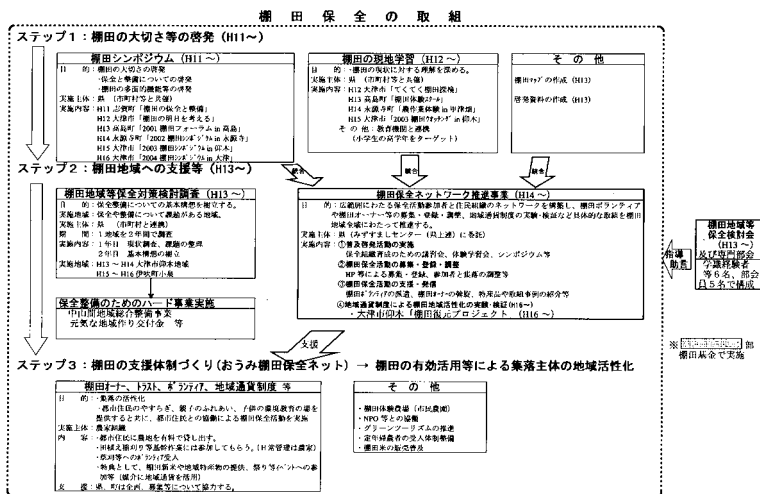 棚田保全の取組
ステップ1：棚田の大切さ等の啓発（H11～）
棚田シンポジウム（H11～）
目　的：棚田の大切さの啓発
・保全と整備についての啓発
・棚田の多面的機能等の啓発
実施主体：県　（市町村等と共催）
実施内容：H11 志賀町「棚田の保全と整備」
H12 大津市「棚田の明日を考える」
H13 高島町「2001 棚田フォーラム in 高島」
H14 永源寺町「2002 棚田シンポジウム in 永源寺」
H15 大津市「2003 棚田シンポジウム in 仰木」
H16 大津市「2004 棚田シンポジウム in 大津」
棚田の現地学習（H12～）
目　的：棚田の現状に対する理解を深める。
実施主体：県　（市町村等と共催）
実施内容：H12 大津市「てくてく棚田探検」
H13 高島町「棚田体験スクール」
H14 永源寺町「農作業体験 in 甲津畑」
H15 大津市「2003 棚田ウォッチング in 仰木」
その他：教育機関と連携
（小学生の高学年をターゲット）
その他
棚田マップの作成（H13）
啓発資料の作成（H13）
ステップ2：棚田地域への支援等（H13～）
統合
統合
統合
棚田地域等保全対策検討調査（H13～）
目　的：保全整備についての基本構想を樹立する。
実施地域：保全や整備について課題がある地域。
実施主体：県　（市町村と連携）
期　間：1地域を2年間で調査
実施内容：1年目　現状調査、課題の整理
2年目　基本構想の樹立
実施地域：H13～H14 大津市仰木地域
H15～H16 伊吹町小泉
保全整備のためのハード事業実施
中山間地域総合整備事業
元気な地域作り交付金　等
棚田保全ネットワーク推進事業（H14～）
目　的：広範囲にわたる保全活動参加者と住民組織のネットワークを構築し、棚田ボランティア
や棚田オーナー等の募集・登録・調整、地域通貨制度の実験・検証など具体的な取組を棚田
地域全域にわたって推進する。
実施主体：県（みずすましセンター（県土連）に委託）
実施内容：①普及啓発活動の実施
保全組織育成のための講習会、体験学習会、シンポジウム等
②棚田保全活動の募集・登録・調整
HP等による募集・登録、参加者と集落の調整等
③棚田保全活動の支援・発信
棚田ボランティアの派遣、棚田オーナーの斡旋、特産品や取組事例の紹介等
④地域通貨制度による棚田地域活性化の実験・検証（H16～）
・大津市仰木「棚田復元プロジェクト」（H16～）
指導
助言
棚田地域等
保全検討会
（H13～）
及び専門部会
学識経験者
等6名、部会
員5名で構成
※　部
棚田基金で実施
支援
ステップ3：棚田の支援体制づくり（おうみ棚田保全ネット）　→　棚田の有効活用等による集落主体の地域活性化
棚田オーナー、トラスト、ボランティア、地域通貨制度　等
目　的：・集落の活性化
・都市住民のやすらぎ、親子のふれあい、子供の環境教育の場を
提供すると共に、都市住民との協働による棚田保全活動を実施
実施主体：農家組織
内　容：・都市住民に農地を有料で貸し出す。
・田植え稲刈り等基幹作業には参加してもらう。（日常管理は農家）
・草刈等へのボランティア受入
・特典として、棚田新米や地域特産物の提供、祭り等イベントへの参
加等（媒介に地域通貨を活用）
支　援：県、町は企画、募集等について協力する。
その他
・棚田体験農場（市民農園）
・NPO等との協働
・グリーンツーリズムの推進
・定年帰農者の受入体制整備
・棚田米の販売普及